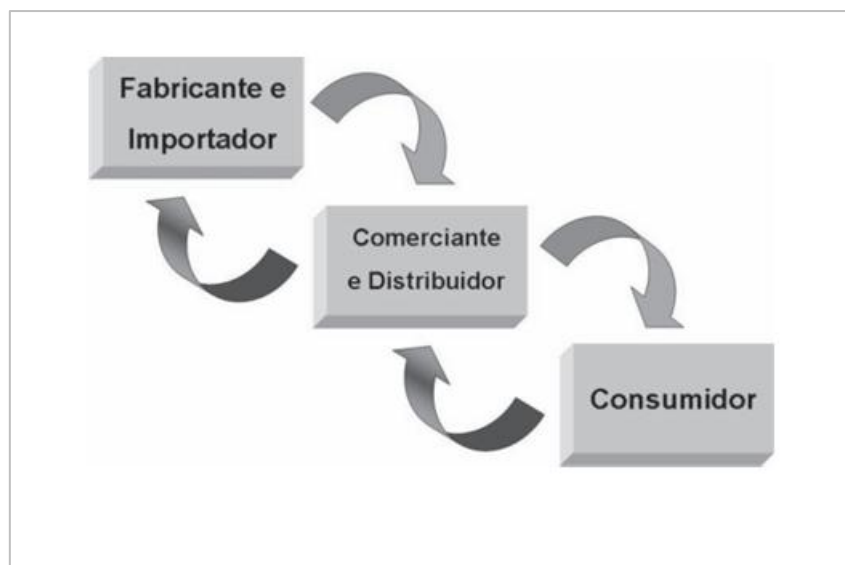 Fabricante e
Importador
Comerciante
e Distribuidor
Consumidor